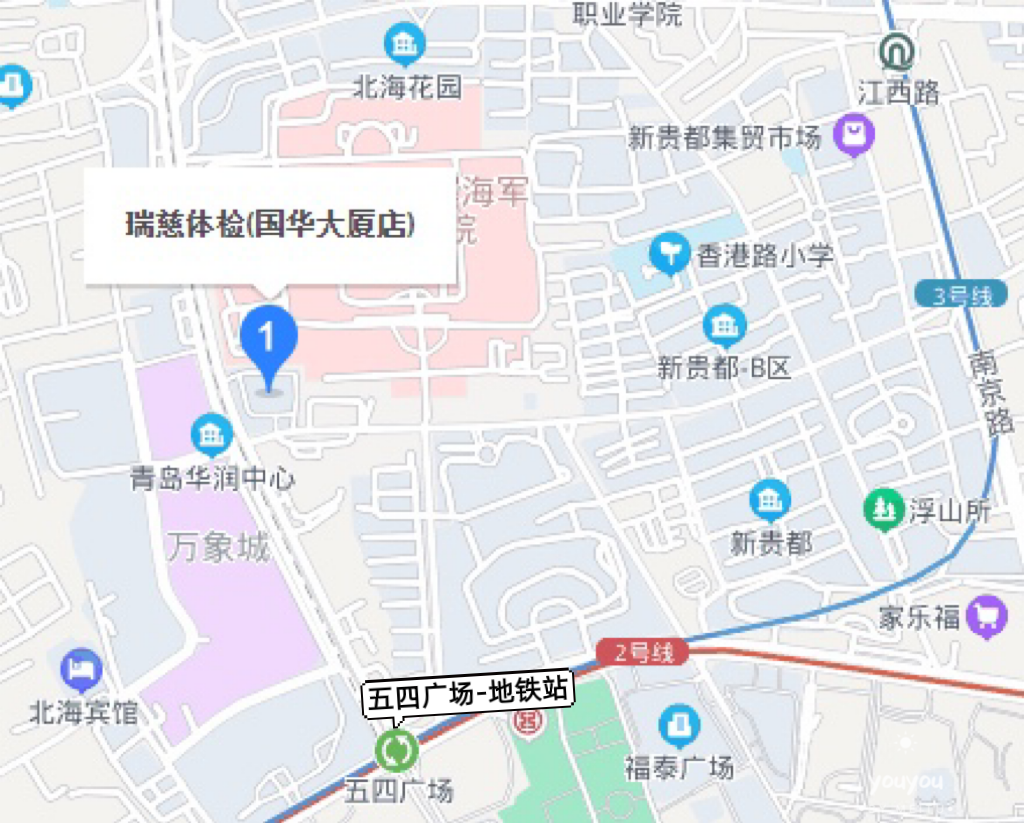 职业学院
北海花园
江西路
新贵都集贸市场
海军
院
瑞慈体检(国华大厦店)
香港路小学
3号线
1
新贵都-B区
南京路
青岛华润中心
浮山所
新贵都
万象城
家乐福
2号线
五四广场-地铁站
北海宾馆
福泰广场
五四广场
youyou